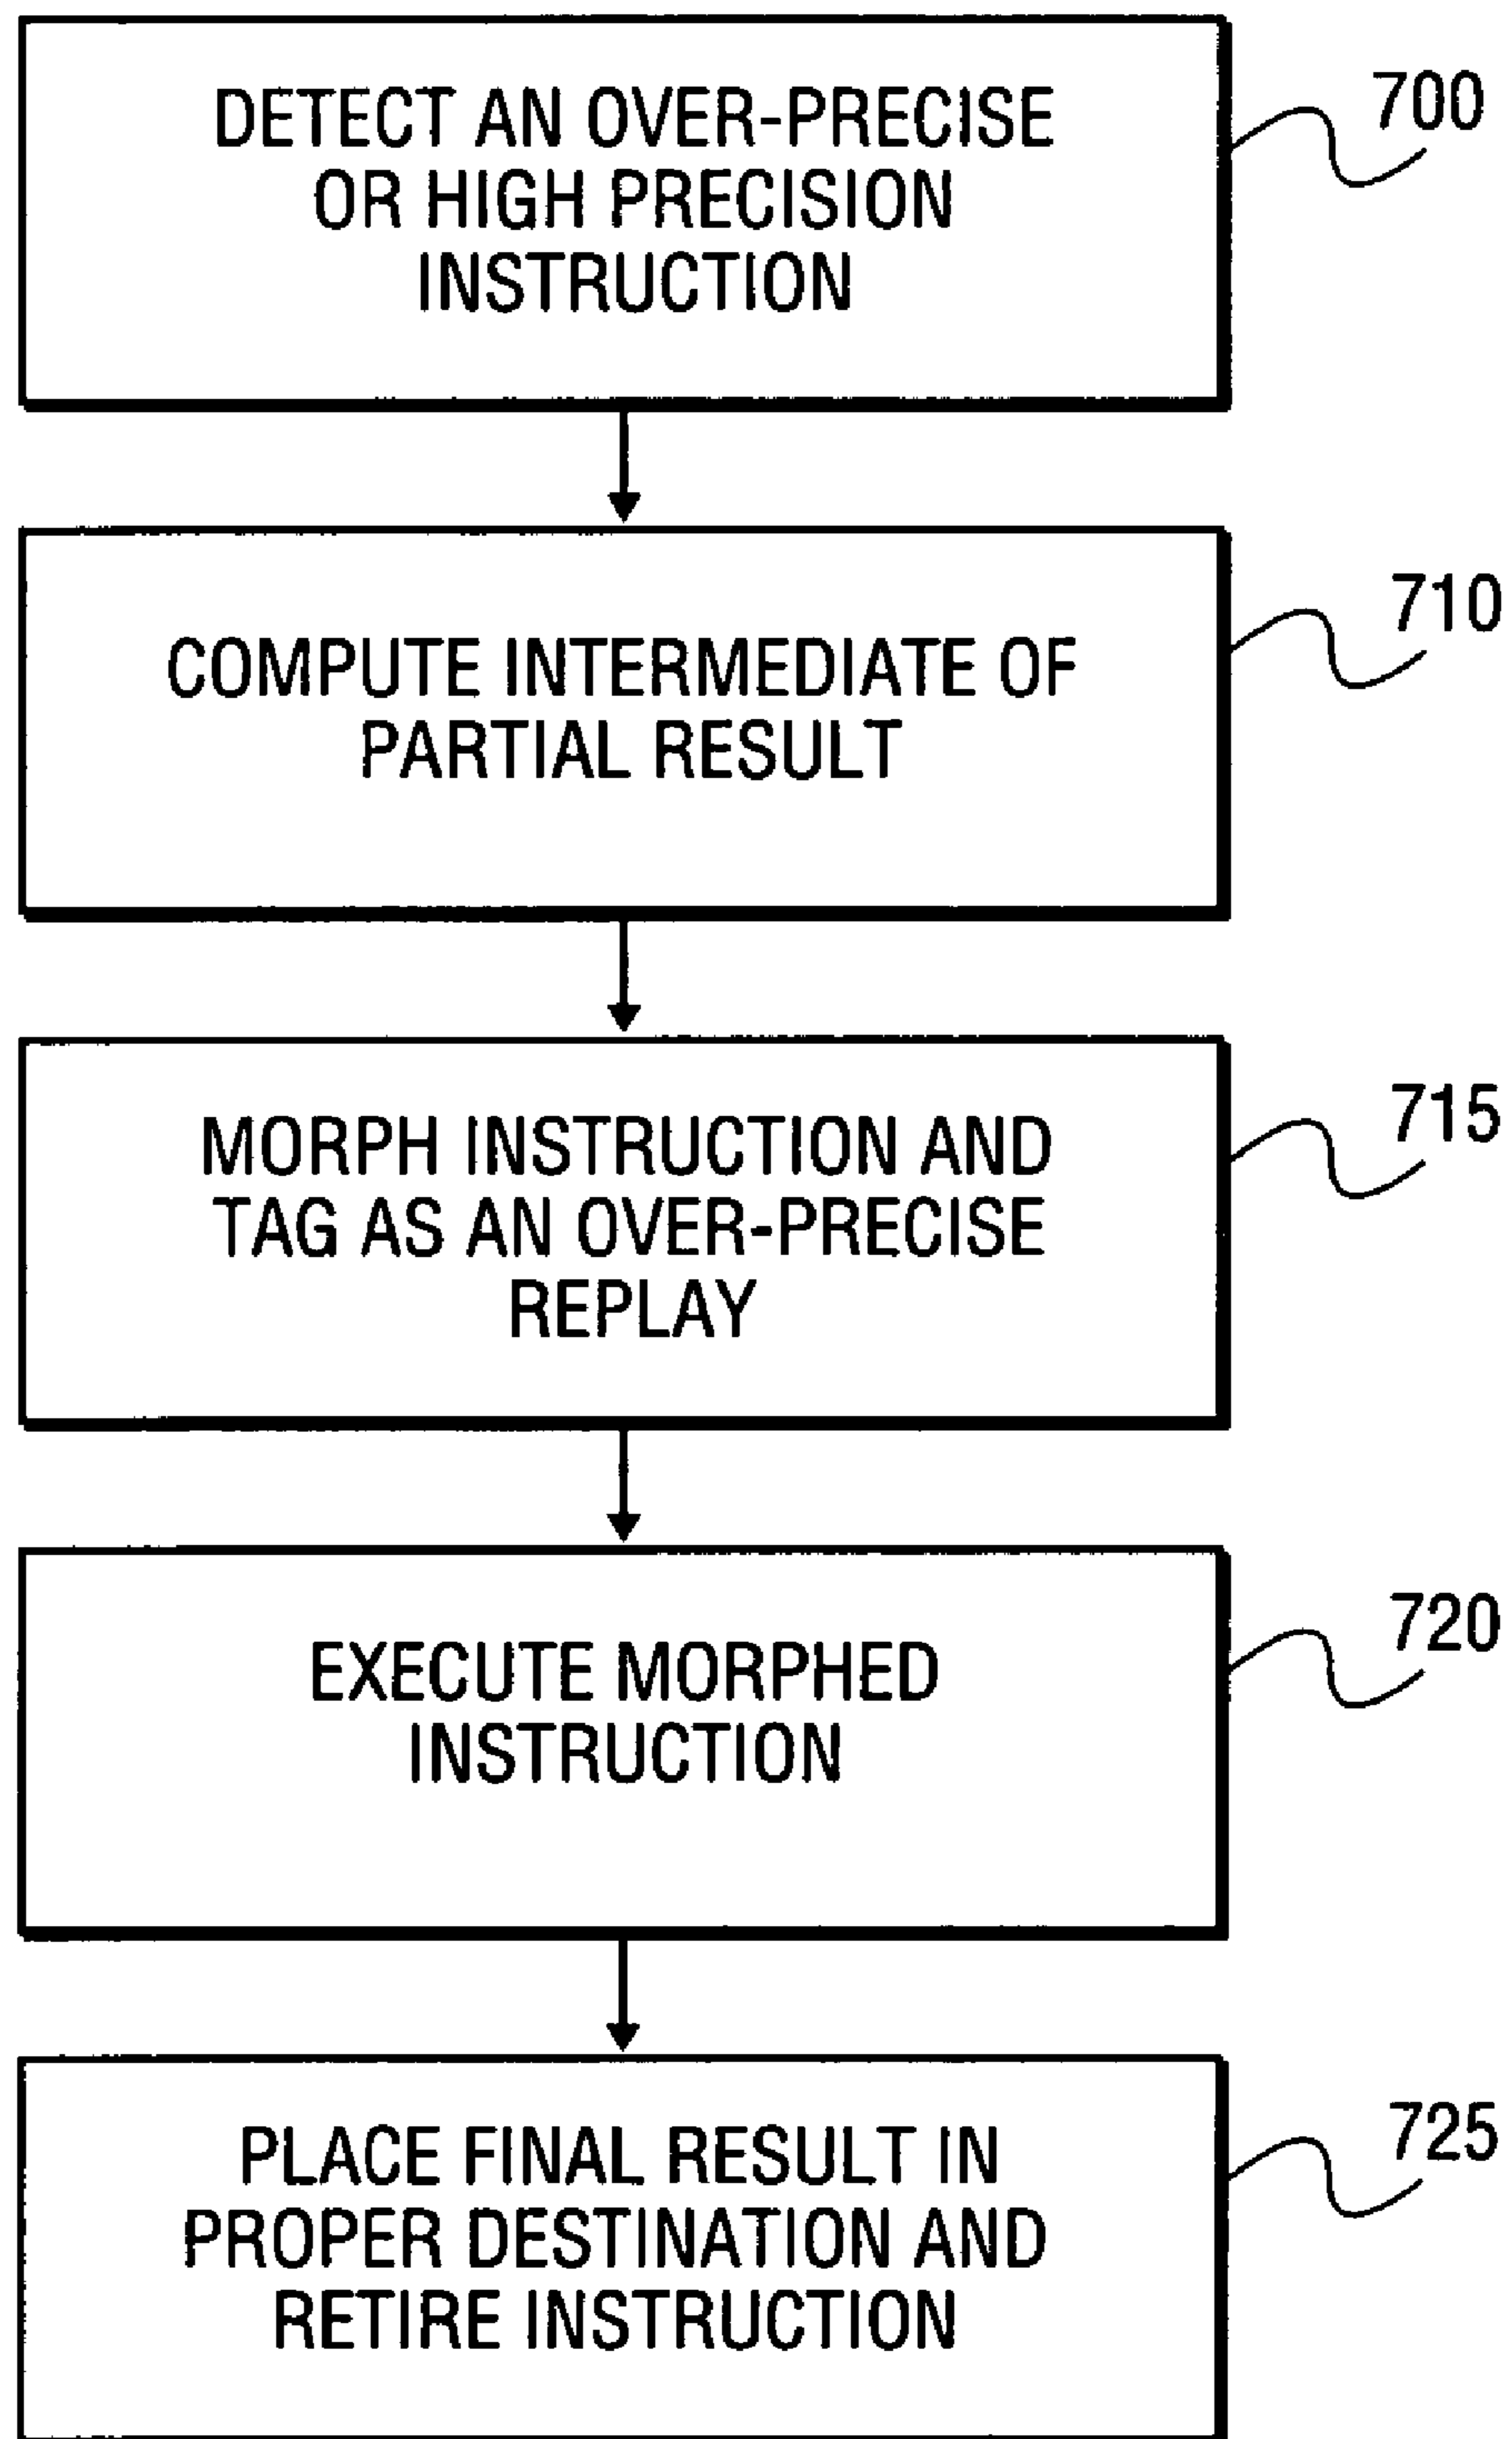 DETECT AN OVER-PRECISE
OR HIGH PRECISION
INSTRUCTION
700
COMPUTE INTERMEDIATE OF
PARTIAL RESULT
710
MORPH INSTRUCTION AND
TAG AS AN OVER-PRECISE
REPLAY
715
EXECUTE MORPHED
INSTRUCTION
720
PLACE FINAL RESULT IN
PROPER DESTINATION AND
RETIRE INSTRUCTION
725